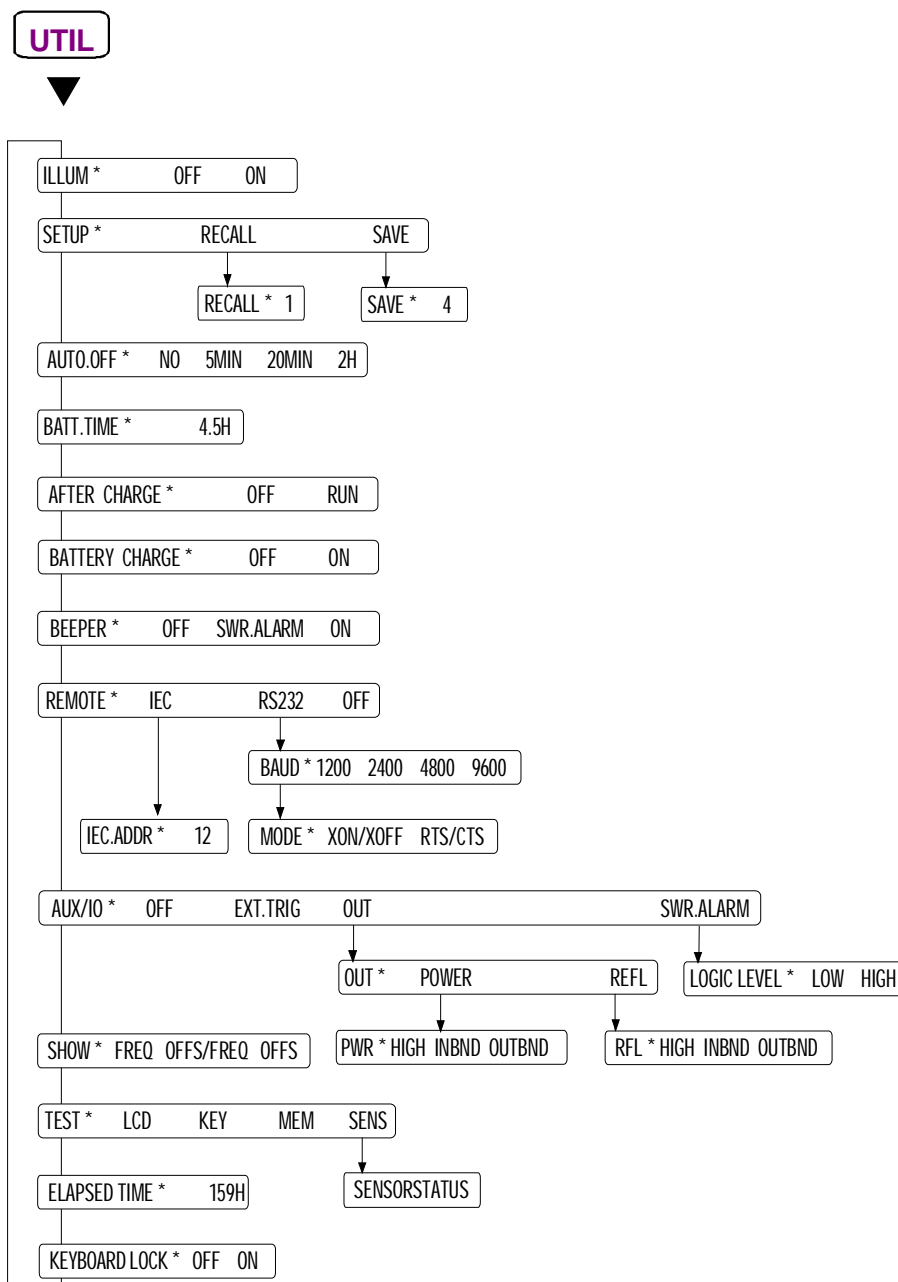 UTIL
ILLUM * OFF ON
SETUP * RECALL SAVE
RECALL * 1 SAVE * 4
AUTO.OFF * NO 5MIN 20MIN 2H
BATT.TIME * 4.5H
AFTER CHARGE * OFF RUN
BATTERY CHARGE * OFF ON
BEEPER * OFF SWR.ALARM ON
REMOTE * IEC RS232 OFF
BAUD * 1200 2400 4800 9600
IEC.ADDR * 12 MODE * XON/XOFF RTS/CTS
AUX/IO * OFF EXT.TRIG OUT SWR.ALARM
OUT * POWER REFL LOGIC LEVEL * LOW HIGH
SHOW * FREQ OFFS/FREQ OFFS PWR * HIGH INBND OUTBND RFL * HIGH INBND OUTBND
TEST * LCD KEY MEM SENS
ELAPSED TIME * 159H SENSORSTATUS
KEYBOARD LOCK * OFF ON